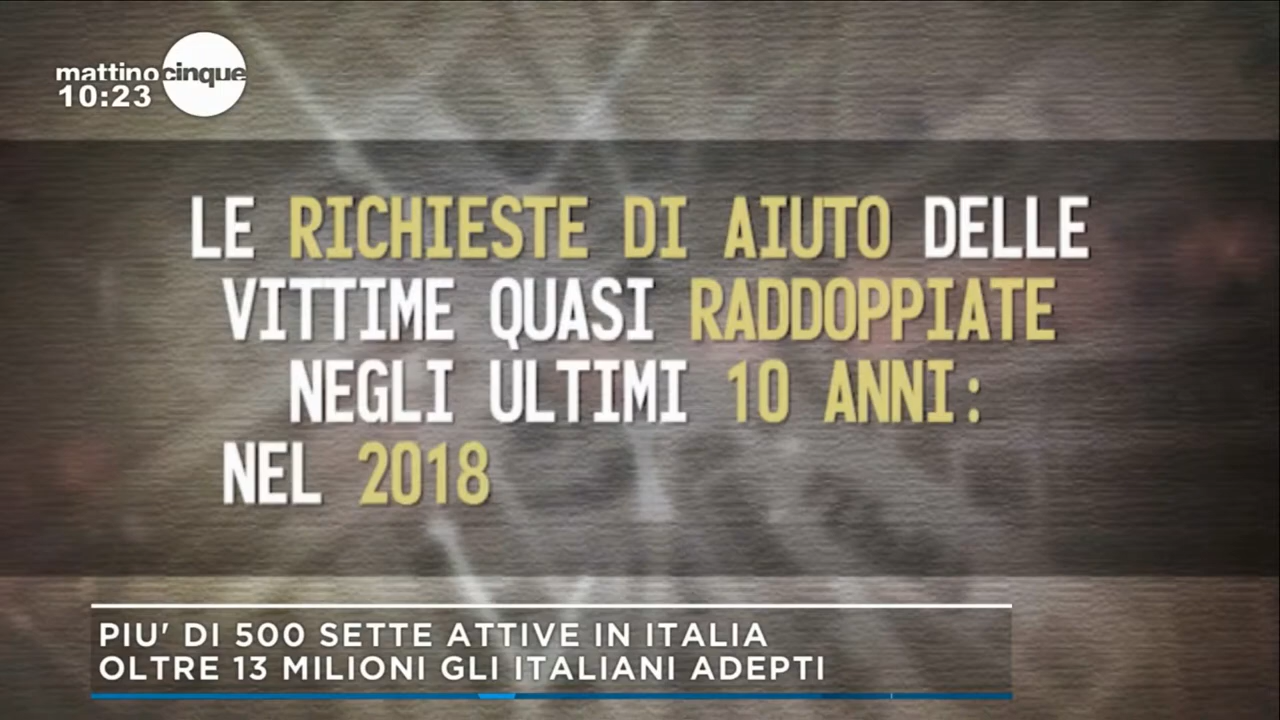 mattino cinque
10:23
LE RICHIESTE DI AIUTO DELLE
VITTIME QUASI RADDOPPIATE
NEGLI ULTIMI 10 ANNI:
NEL 2018
PIU' DI 500 SETTE ATTIVE IN ITALIA
OLTRE 13 MILIONI GLI ITALIANI ADEPTI